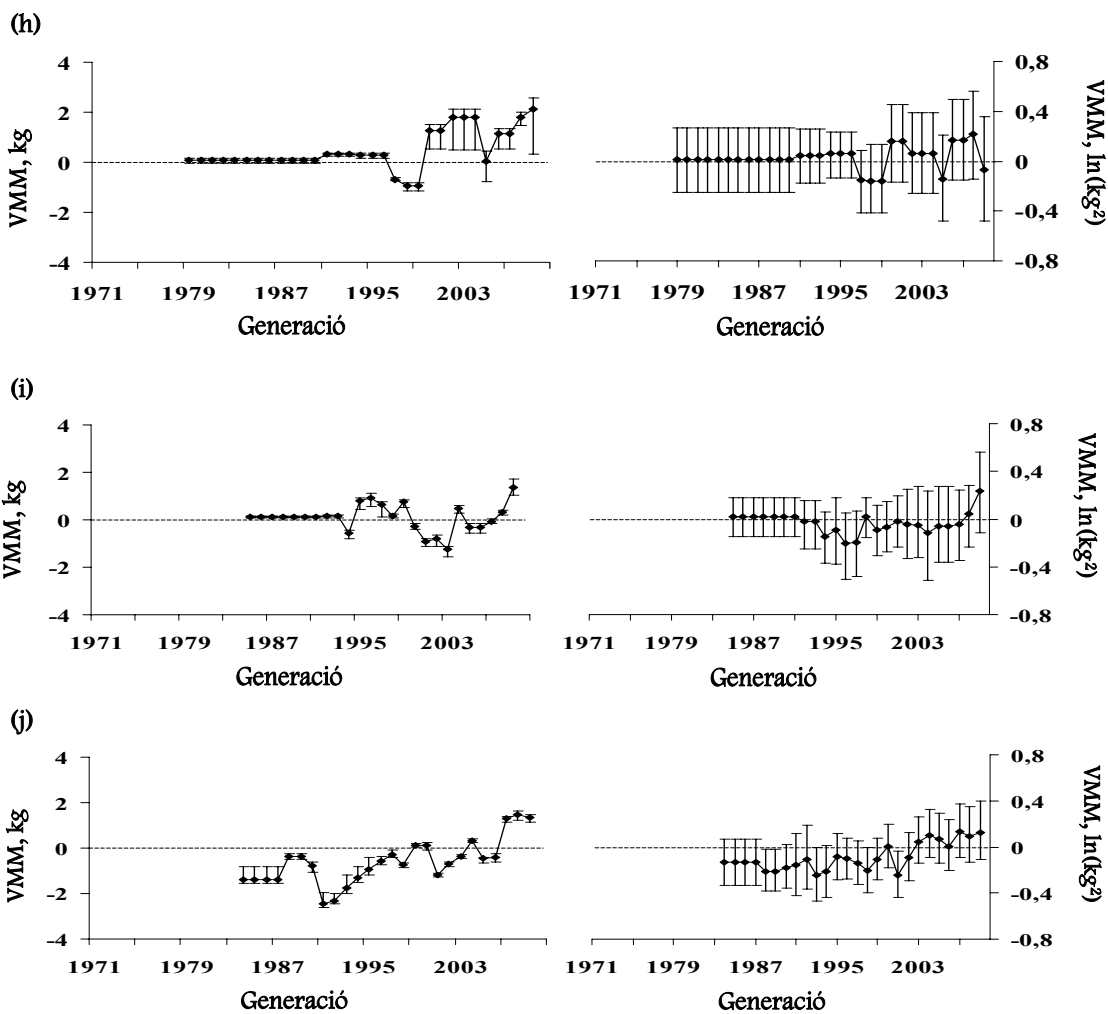 (h)
4
2
0
-2
-4
VMM, kg
1971 1979 1987 1995 2003
Generació
0,8
0,4
0
-0,4
-0,8
VMM, ln(kg²)
1971 1979 1987 1995 2003
Generació
(i)
4
2
0
-2
-4
VMM, kg
1971 1979 1987 1995 2003
Generació
0,8
0,4
0
-0,4
-0,8
VMM, ln(kg²)
1971 1979 1987 1995 2003
Generació
(j)
4
2
0
-2
-4
VMM, kg
1971 1979 1987 1995 2003
Generació
0,8
0,4
0
-0,4
-0,8
VMM, ln(kg²)
1971 1979 1987 1995 2003
Generació